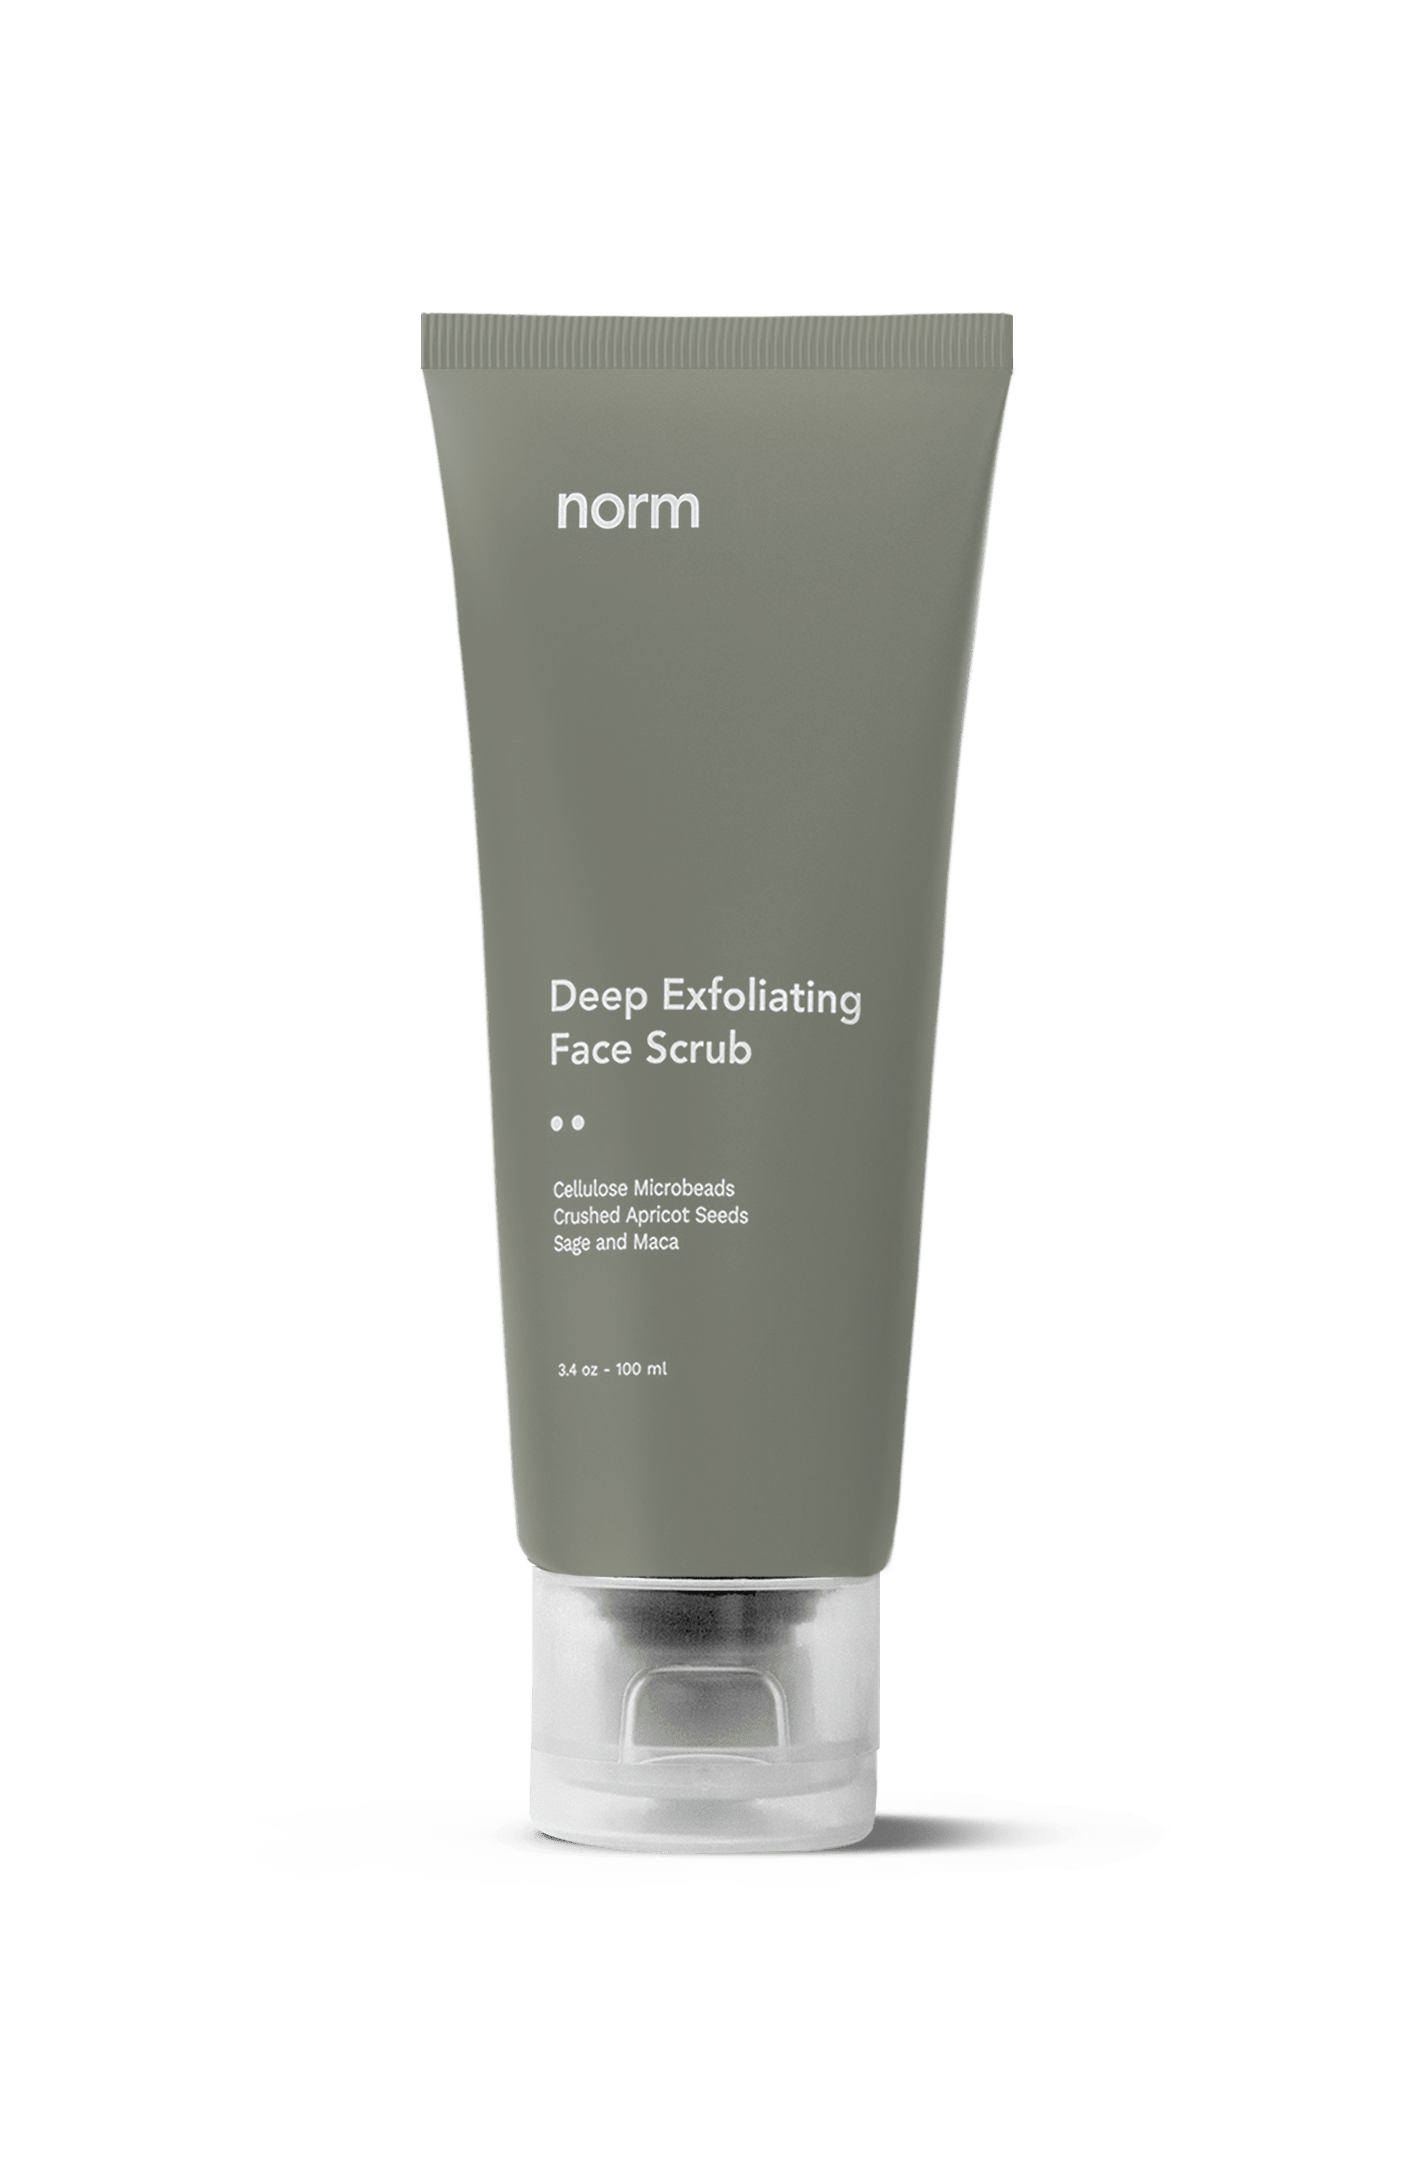 norm
Deep Exfoliating
Face Scrub
Cellulose Microbeads
Crushed Apricot Seeds
Sage and Maca
3.4 oz - 100 ml